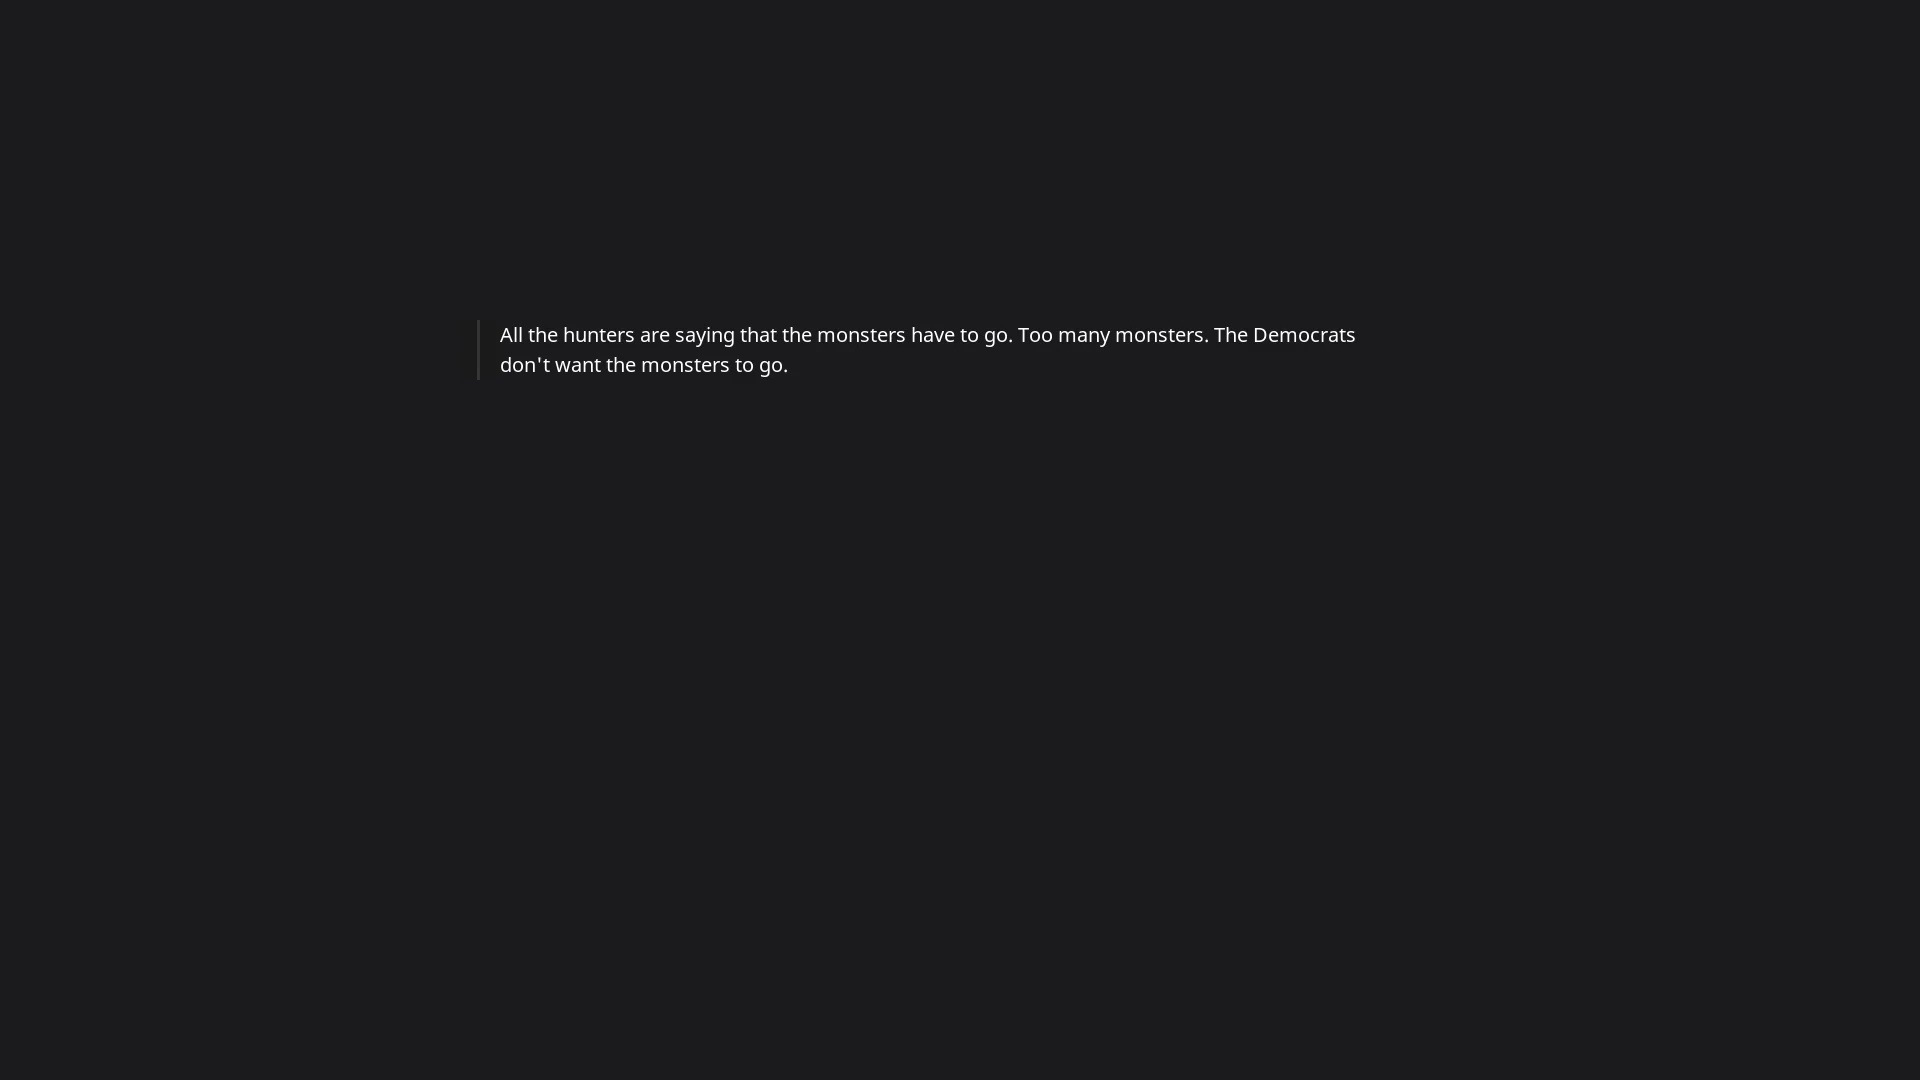 All the hunters are saying that the monsters have to go. Too many monsters. The Democrats
don't want the monsters to go.